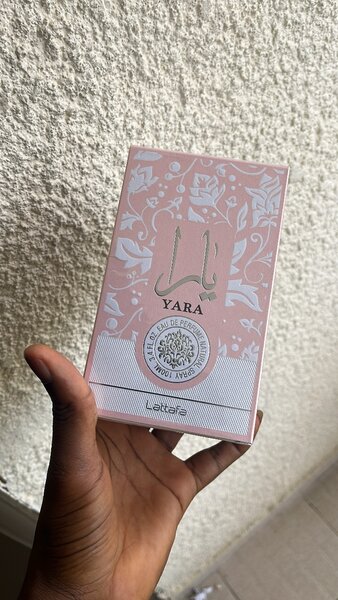 يارا
YARA
3.4 FL.OZ. EAU DE PERFUME NATURAL SPRAY 100ML
Lattafa